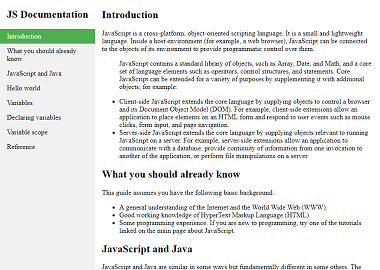 JS Documentation
Introduction
What you should already
know
JavaScript and Java
Hello world
Variables
Declaring variables
Variable scope
Reference
Introduction
JavaScript is a cross-platform, object-oriented scripting language. It is a small and lightweight
language. Inside a host environment (for example, a web browser), JavaScript can be connected
to the objects of its environment to provide programmatic control over them.
JavaScript contains a standard library of objects, such as Array, Date, and Math, and a core
set of language elements such as operators, control structures, and statements. Core
JavaScript can be extended for a variety of purposes by supplementing it with additional
objects; for example:
• Client-side JavaScript extends the core language by supplying objects to control a browser
and its Document Object Model (DOM). For example, client-side extensions allow an
application to place elements on an HTML form and respond to user events such as mouse
clicks, form input, and page navigation.
• Server-side JavaScript extends the core language by supplying objects relevant to running
JavaScript on a server. For example, server-side extensions allow an application to
communicate with a database, provide continuity of information from one invocation to
another of the application, or perform file manipulations on a server.
What you should already know
This guide assumes you have the following basic background:
• A general understanding of the Internet and the World Wide Web (WWW).
• Good working knowledge of HyperText Markup Language (HTML).
• Some programming experience. If you are new to programming, try one of the tutorials
linked on the main page about JavaScript.
JavaScript and Java
JavaScript and Java are similar in some ways but fundamentally different in some others. The